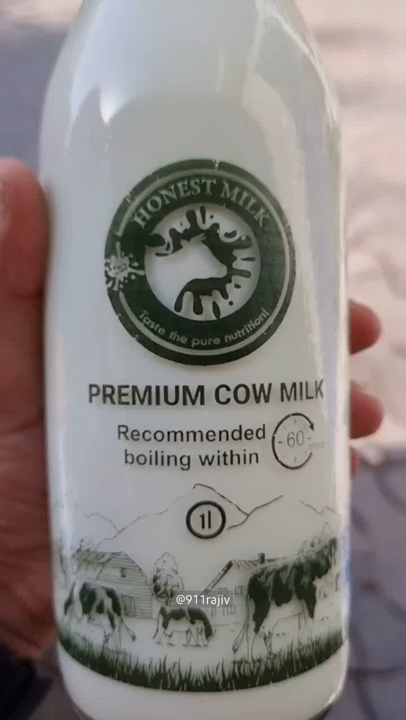 HONEST MILK
Taste the pure nutrition!
PREMIUM COW MILK
Recommended
boiling within
60
1l
@911rajiv